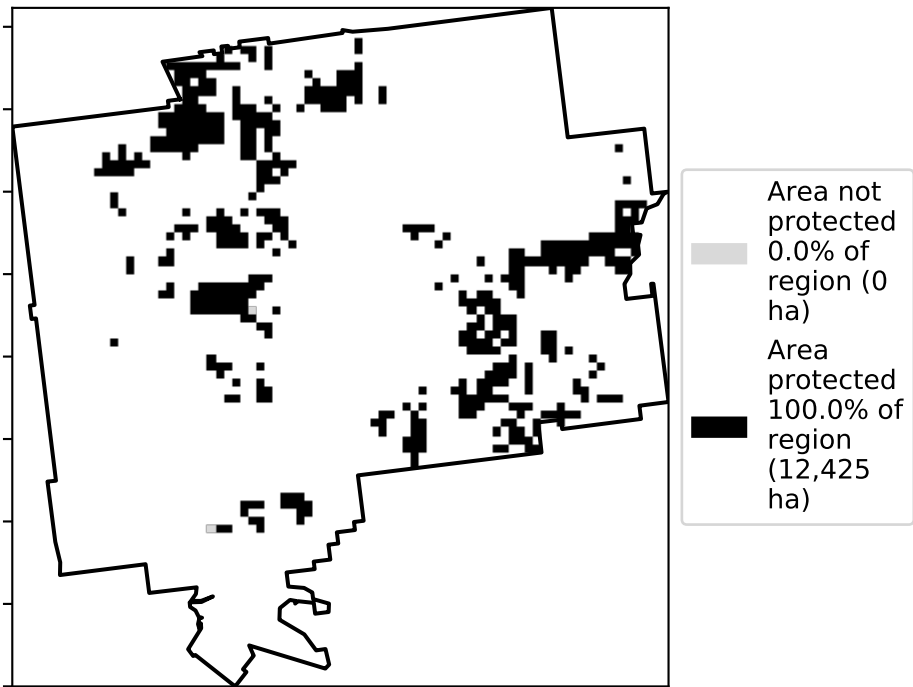 Area not
protected
0.0% of
region (0
ha)
Area
protected
100.0% of
region
(12,425
ha)